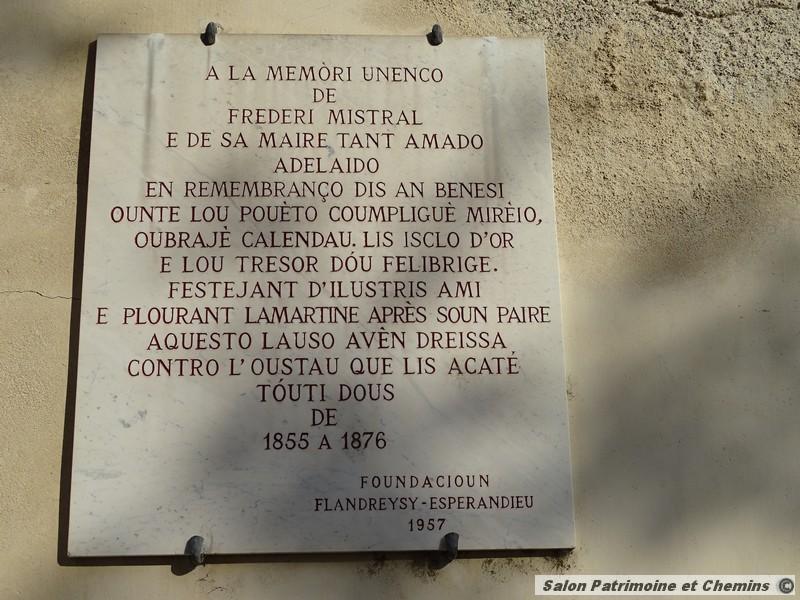 A LA MEMÒRI UNENCO
DE
FREDERI MISTRAL
E DE SA MAIRE TANT AMADO
ADELAIDO
EN REMEMBRANÇO DIS AN BENESI
OUNTE LOU POUÈTO COUMPLIGUÈ MIRÈIO,
OUBRAJÈ CALENDAU. LIS ISCLO D'OR
E LOU TRESOR DÓU FELIBRIGE.
FESTEJANT D'ILUSTRIS AMI
E PLOURANT LAMARTINE APRÈS SOUN PAIRE
AQUESTO LAUSO AVÈN DREISSA
CONTRO L'OUSTAU QUE LIS ACATÉ
TÓUTI DOUS
DE
1855 A 1876
FOUNDACIOUN
FLANDREYSY-ESPERANDIEU
1957
Salon Patrimoine et Chemins ©